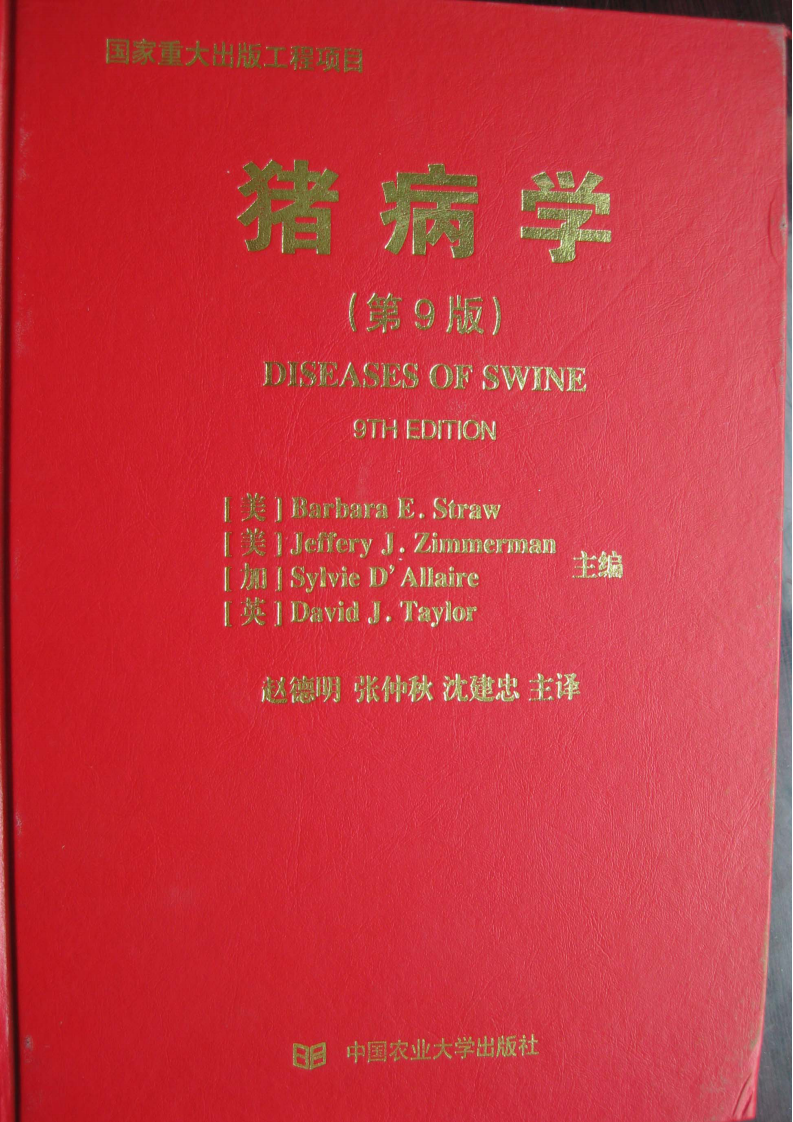 国家重大出版工程项目
猪病学
(第9版)
DISEASES OF SWINE
9TH EDITION
[美] Barbara E. Straw
[美] Jeffery J. Zimmerman
[加] Sylvie D'Allaire
[英] David J. Taylor
主编
赵德明 张仲秋 沈建忠 主译
中国农业大学出版社